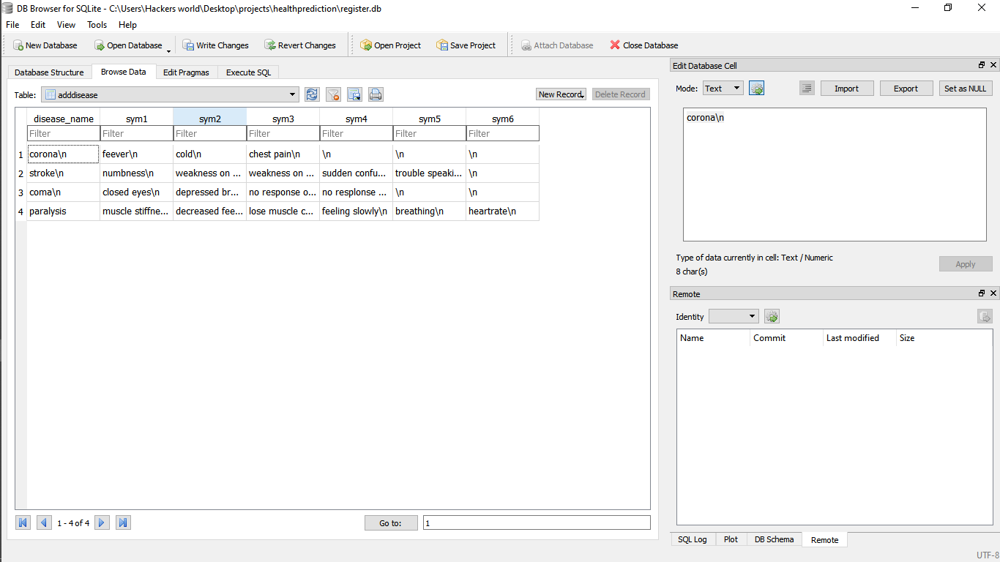 DB Browser for SQLite - C:\Users\Hackers world\Desktop\projects\healthprediction\register.db
File Edit View Tools Help
New Database Open Database Write Changes Revert Changes Open Project Save Project Attach Database Close Database
Database Structure Browse Data Edit Pragmas Execute SQL
Table: adddisease New Record Delete Record
disease_name sym1 sym2 sym3 sym4 sym5 sym6
Filter Filter Filter Filter Filter Filter Filter
1 corona\n feever\n cold\n chest pain\n \n \n \n
2 stroke\n numbness\n weakness on ... weakness on ... sudden confu... trouble speaki... \n
3 coma\n closed eyes\n depressed br... no response o... no resplonse ... \n \n
4 paralysis muscle stiffne... decreased fee... lose muscle c... feeling slowly\n breathing\n heartrate\n
1 - 4 of 4 Go to: 1
Edit Database Cell
Mode: Text Import Export Set as NULL
corona\n
Type of data currently in cell: Text / Numeric
8 char(s)
Apply
Remote
Identity
Name Commit Last modified Size
SQL Log Plot DB Schema Remote
UTF-8